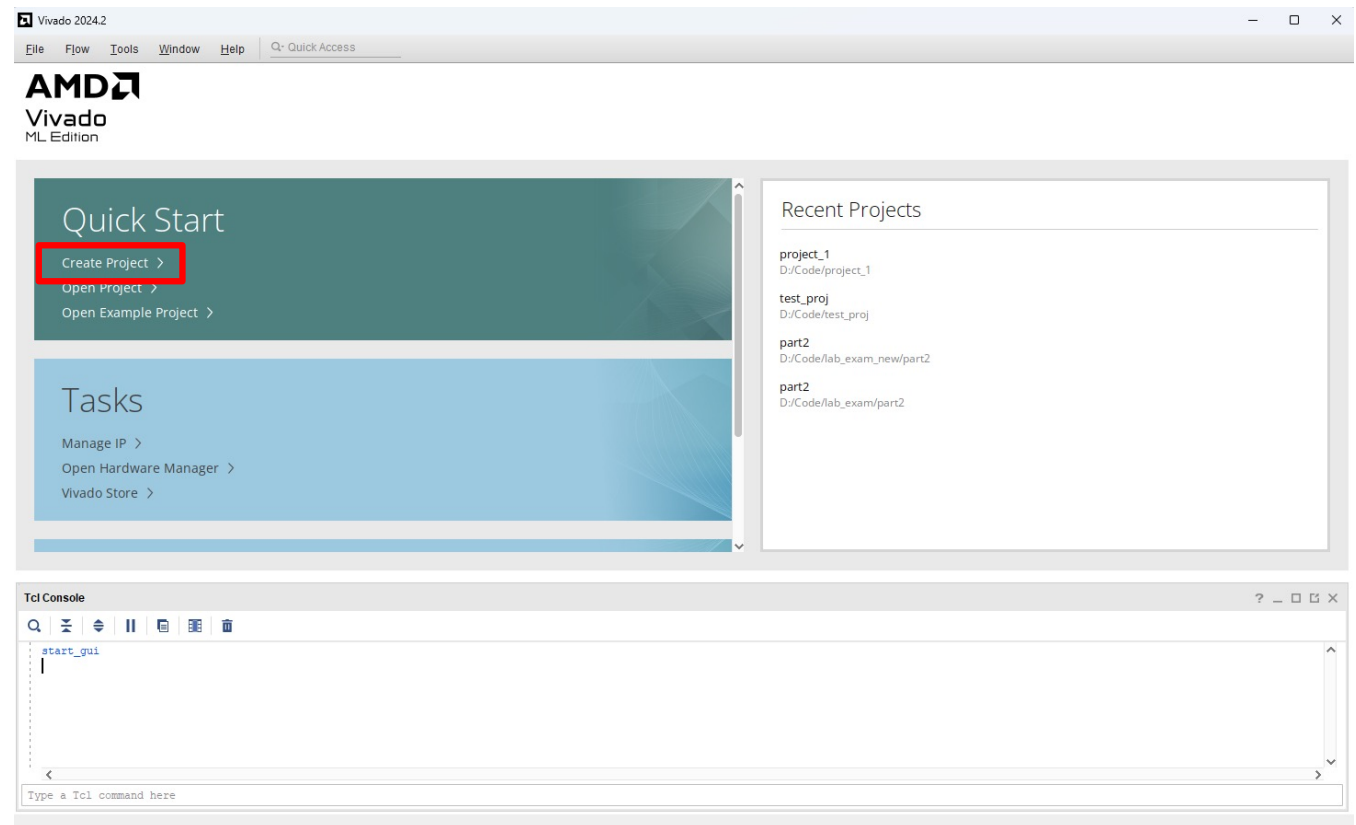 Vivado 2024.2
File Flow Tools Window Help Quick Access
AMD
Vivado
ML Edition
Quick Start
Create Project >
Open Project >
Open Example Project >
Tasks
Manage IP >
Open Hardware Manager >
Vivado Store >
Recent Projects
project_1
D:/Code/project_1
test_proj
D:/Code/test_proj
part2
D:/Code/lab_exam_new/part2
part2
D:/Code/lab_exam/part2
Tcl Console
start_gui
Type a Tcl command here